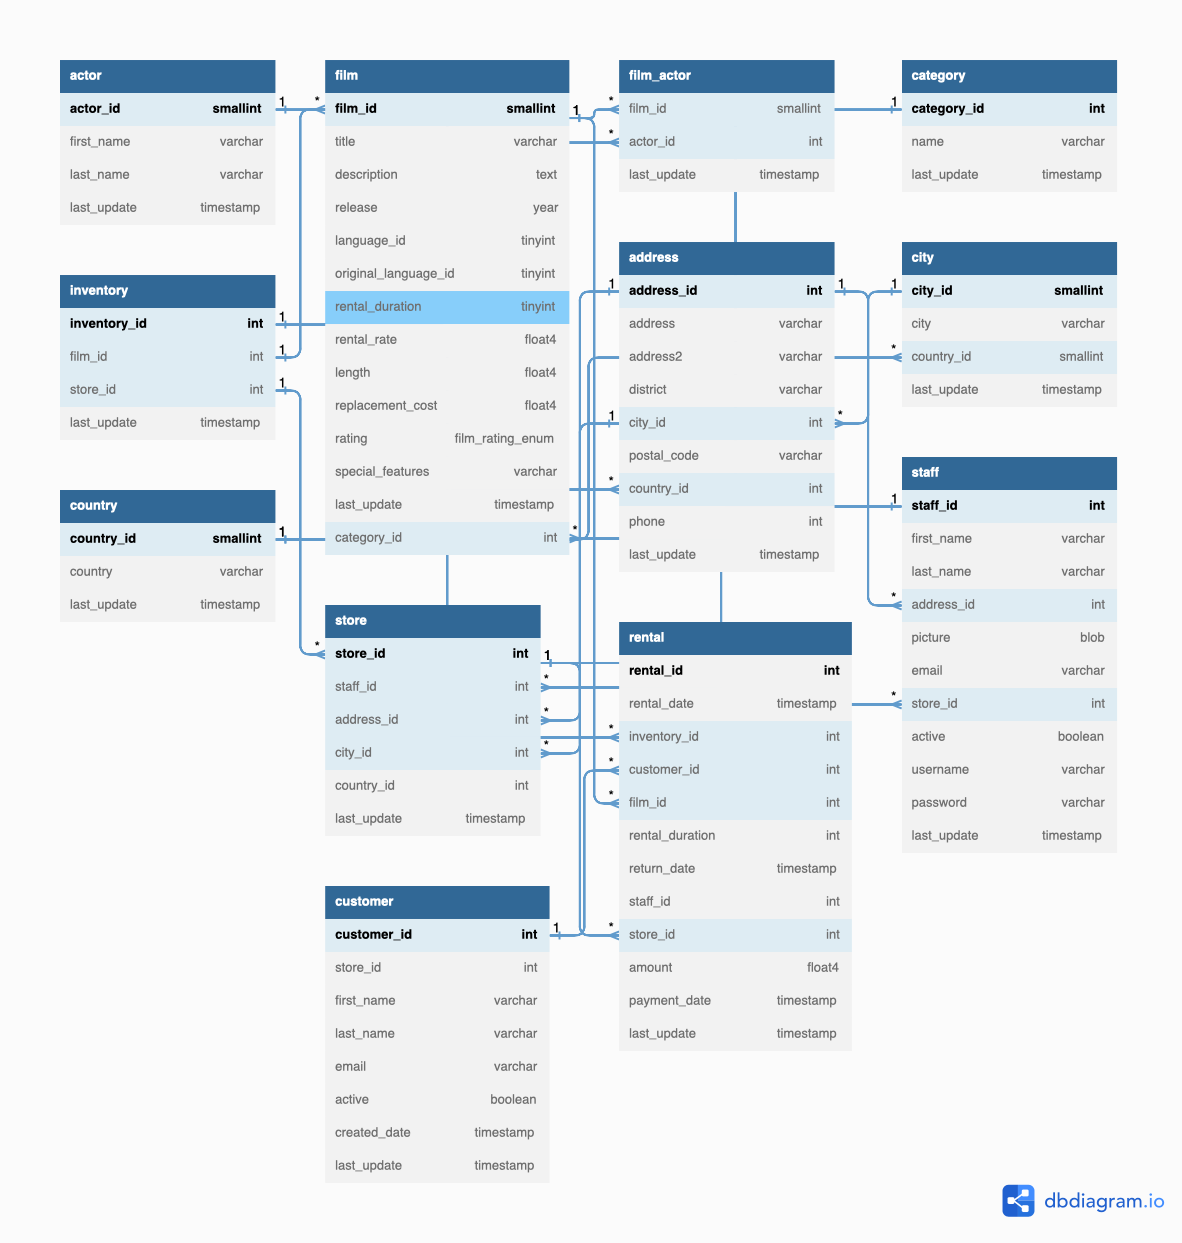 actor
actor_id smallint
first_name varchar
last_name varchar
last_update timestamp
inventory
inventory_id int
film_id int
store_id int
last_update timestamp
country
country_id smallint
country varchar
last_update timestamp
film
film_id smallint
title varchar
description text
release year
language_id tinyint
original_language_id tinyint
rental_duration tinyint
rental_rate float4
length float4
replacement_cost float4
rating film_rating_enum
special_features varchar
last_update timestamp
category_id int
store
store_id int
staff_id int
address_id int
city_id int
country_id int
last_update timestamp
customer
customer_id int
store_id int
first_name varchar
last_name varchar
email varchar
active boolean
created_date timestamp
last_update timestamp
film_actor
film_id smallint
actor_id int
last_update timestamp
address
address_id int
address varchar
address2 varchar
district varchar
city_id int
postal_code varchar
country_id int
phone int
last_update timestamp
rental
rental_id int
rental_date timestamp
inventory_id int
customer_id int
film_id int
rental_duration int
return_date timestamp
staff_id int
store_id int
amount float4
payment_date timestamp
last_update timestamp
category
category_id int
name varchar
last_update timestamp
city
city_id smallint
city varchar
country_id smallint
last_update timestamp
staff
staff_id int
first_name varchar
last_name varchar
address_id int
picture blob
email varchar
store_id int
active boolean
username varchar
password varchar
last_update timestamp
1 * 1 * 1
*
1 1 1 1
1 1 *
1
1 *
* 1
1 *
*
* 1
*
* *
* *
*
*
1 *
dbdiagram.io